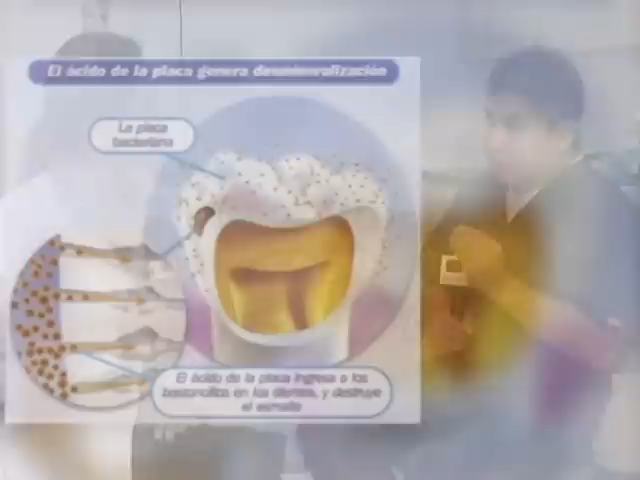 El ácido de la placa genera desmineralización
La placa
bacteriana
El ácido de la placa ingresa a los
bastoncillos en los dientes, y destruye
el esmalte